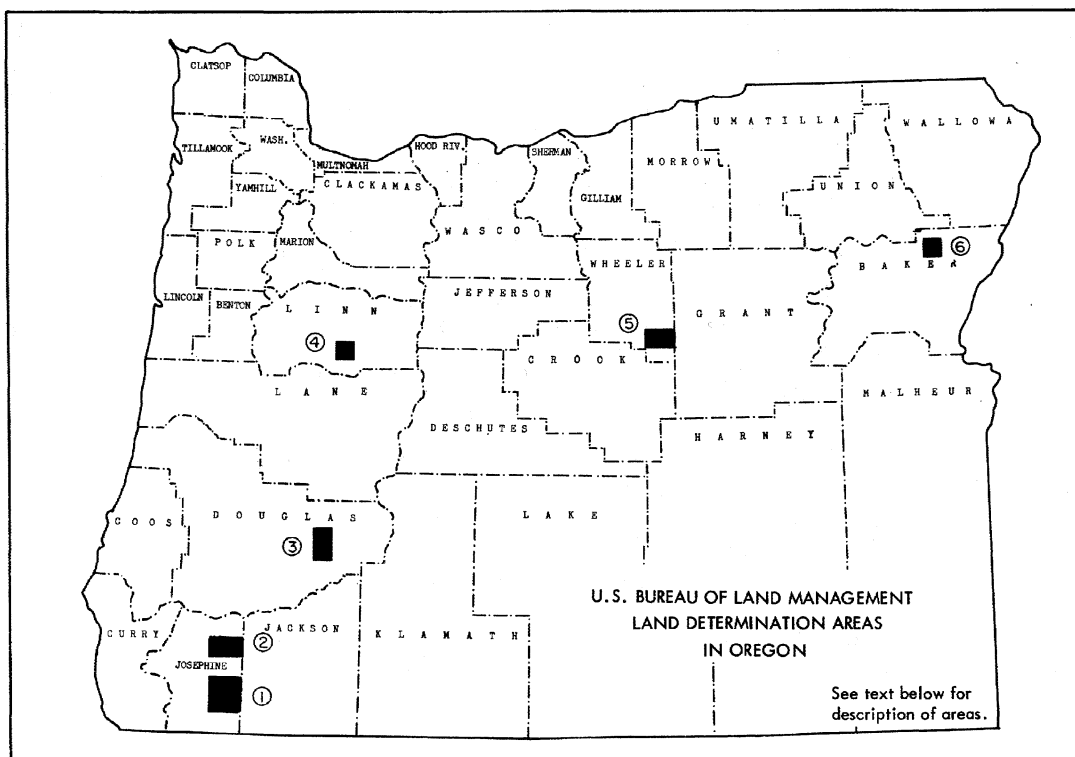 CLATSOP
COLUMBIA
TILLAMOOK
WASH.
MULTNOMAH
HOOD RIV.
SHERMAN
UMATILLA
WALLOWA
MORROW
GILLIAM
UNION
YAMHILL
CLACKAMAS
WASCO
POLK
MARION
WHEELER
BAKER
⑥
LINCOLN
BENTON
LINN
JEFFERSON
GRANT
④
⑤
CROOK
LANE
MALHEUR
DESCHUTES
HARNEY
COOS
DOUGLAS
LAKE
③
U.S. BUREAU OF LAND MANAGEMENT
LAND DETERMINATION AREAS
IN OREGON
CURRY
②
JACKSON
KLAMATH
JOSEPHINE
①
See text below for
description of areas.